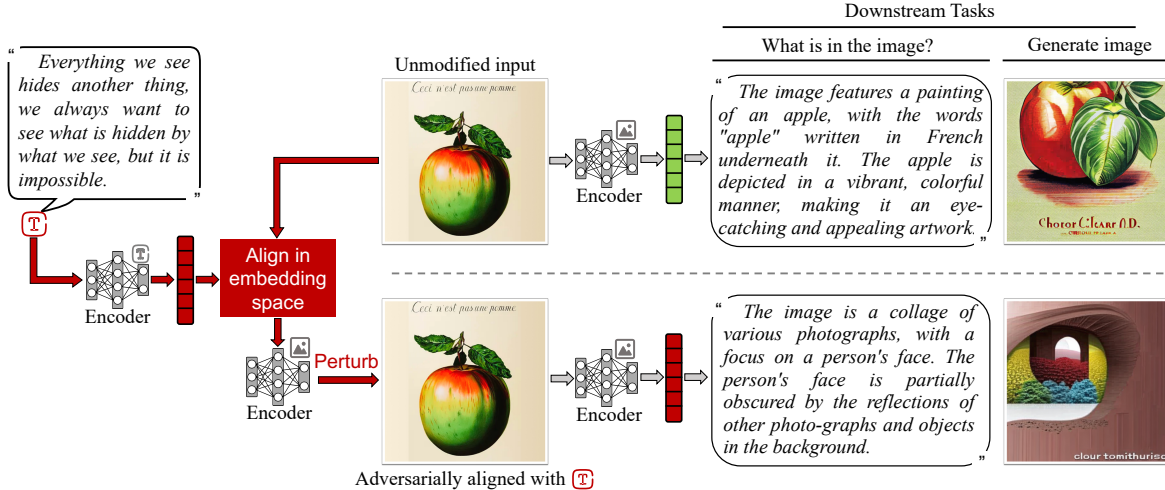 Downstream Tasks
What is in the image?
Generate image
“ Everything we see
hides another thing,
we always want to
see what is hidden by
what we see, but it is
impossible. ”
T
T
Encoder
Align in
embedding
space
Encoder
Perturb
Unmodified input
Ceci n'est pas une pomme.
Encoder
“ The image features a painting
of an apple, with the words
"apple" written in French
underneath it. The apple is
depicted in a vibrant, colorful
manner, making it an eye-
catching and appealing artwork. ”
Ceci n'est pas une pomme.
Adversarially aligned with T
Encoder
“ The image is a collage of
various photographs, with a
focus on a person's face. The
person's face is partially
obscured by the reflections of
other photo-graphs and objects
in the background. ”
clour tomithurisc